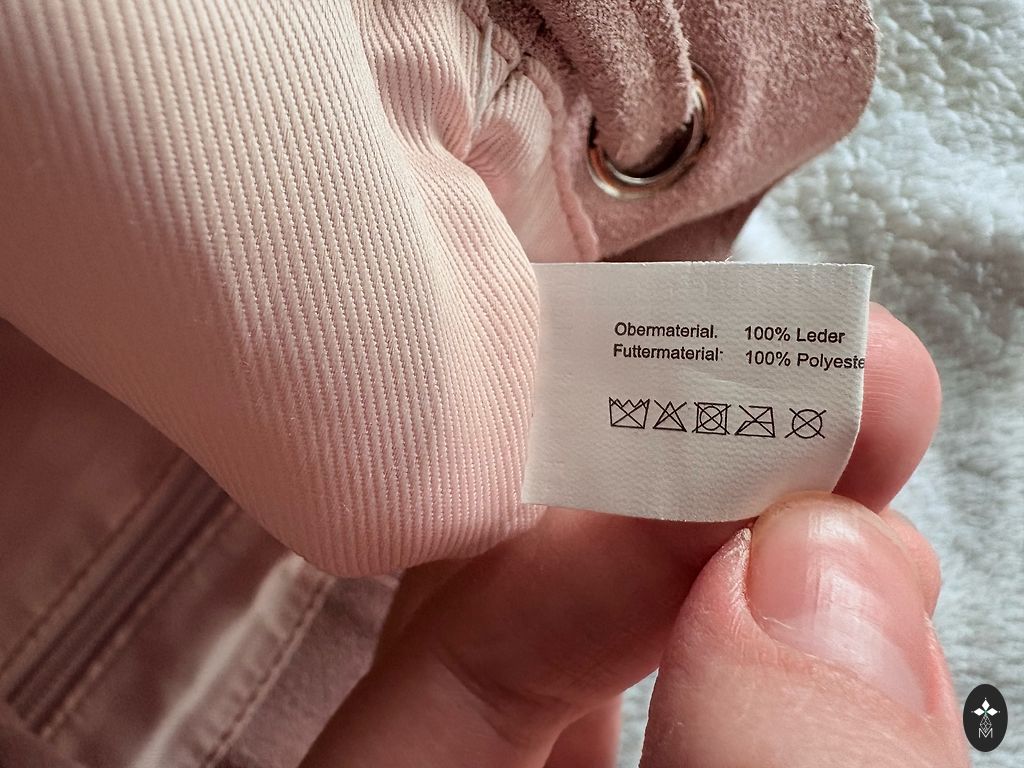 Obermaterial. 100% Leder
Futtermaterial: 100% Polyeste
M